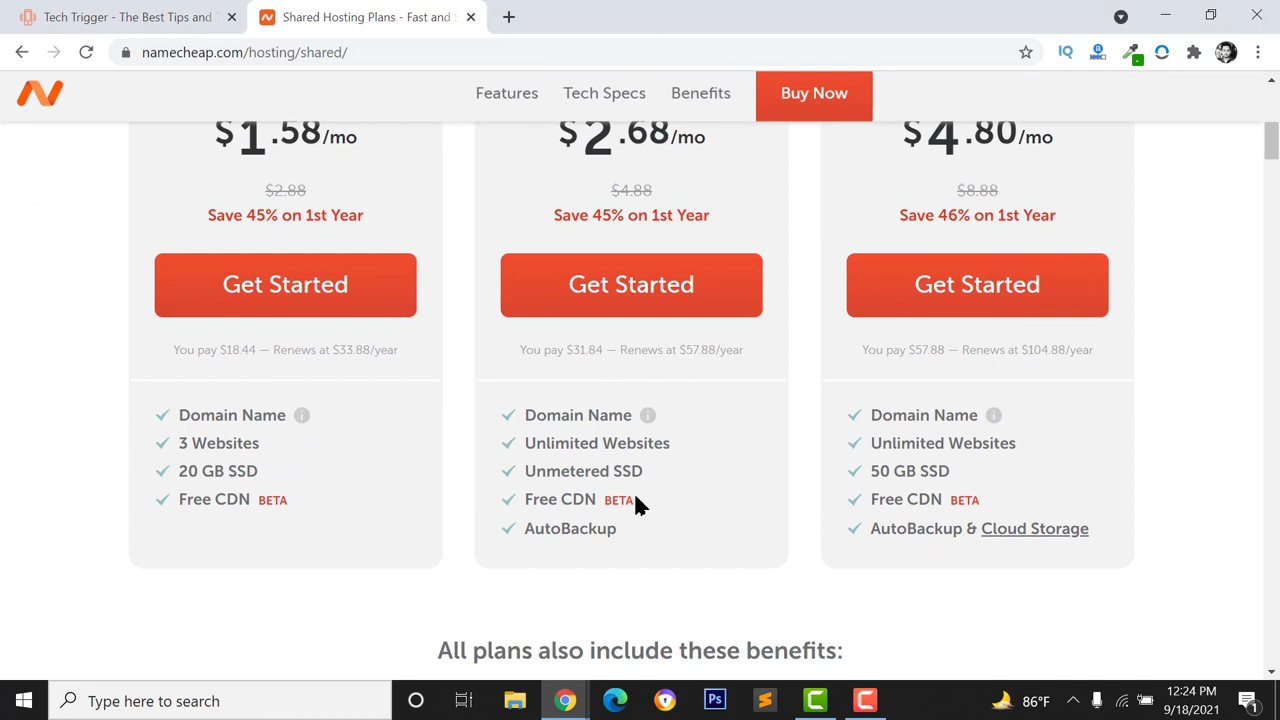 Tech Trigger - The Best Tips and
Shared Hosting Plans - Fast and
namecheap.com/hosting/shared/
Features
Tech Specs
Benefits
Buy Now
$1.58/mo
$2.88
Save 45% on 1st Year
Get Started
You pay $18.44 — Renews at $33.88/year
Domain Name
3 Websites
20 GB SSD
Free CDN BETA
$2.68/mo
$4.88
Save 45% on 1st Year
Get Started
You pay $31.84 — Renews at $57.88/year
Domain Name
Unlimited Websites
Unmetered SSD
Free CDN BETA
AutoBackup
$4.80/mo
$8.88
Save 46% on 1st Year
Get Started
You pay $57.88 — Renews at $104.88/year
Domain Name
Unlimited Websites
50 GB SSD
Free CDN BETA
AutoBackup & Cloud Storage
All plans also include these benefits:
Type here to search
Ps
86°F
12:24 PM
9/18/2021
1